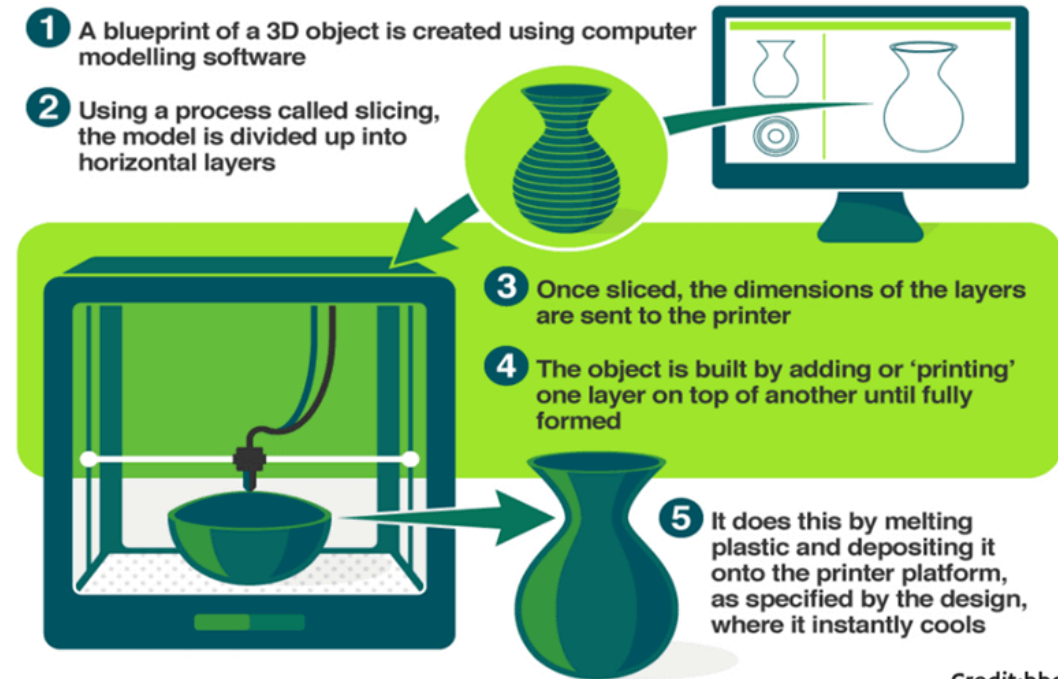 1 A blueprint of a 3D object is created using computer
modelling software
2 Using a process called slicing,
the model is divided up into
horizontal layers
3 Once sliced, the dimensions of the layers
are sent to the printer
4 The object is built by adding or ‘printing’
one layer on top of another until fully
formed
5 It does this by melting
plastic and depositing it
onto the printer platform,
as specified by the design,
where it instantly cools